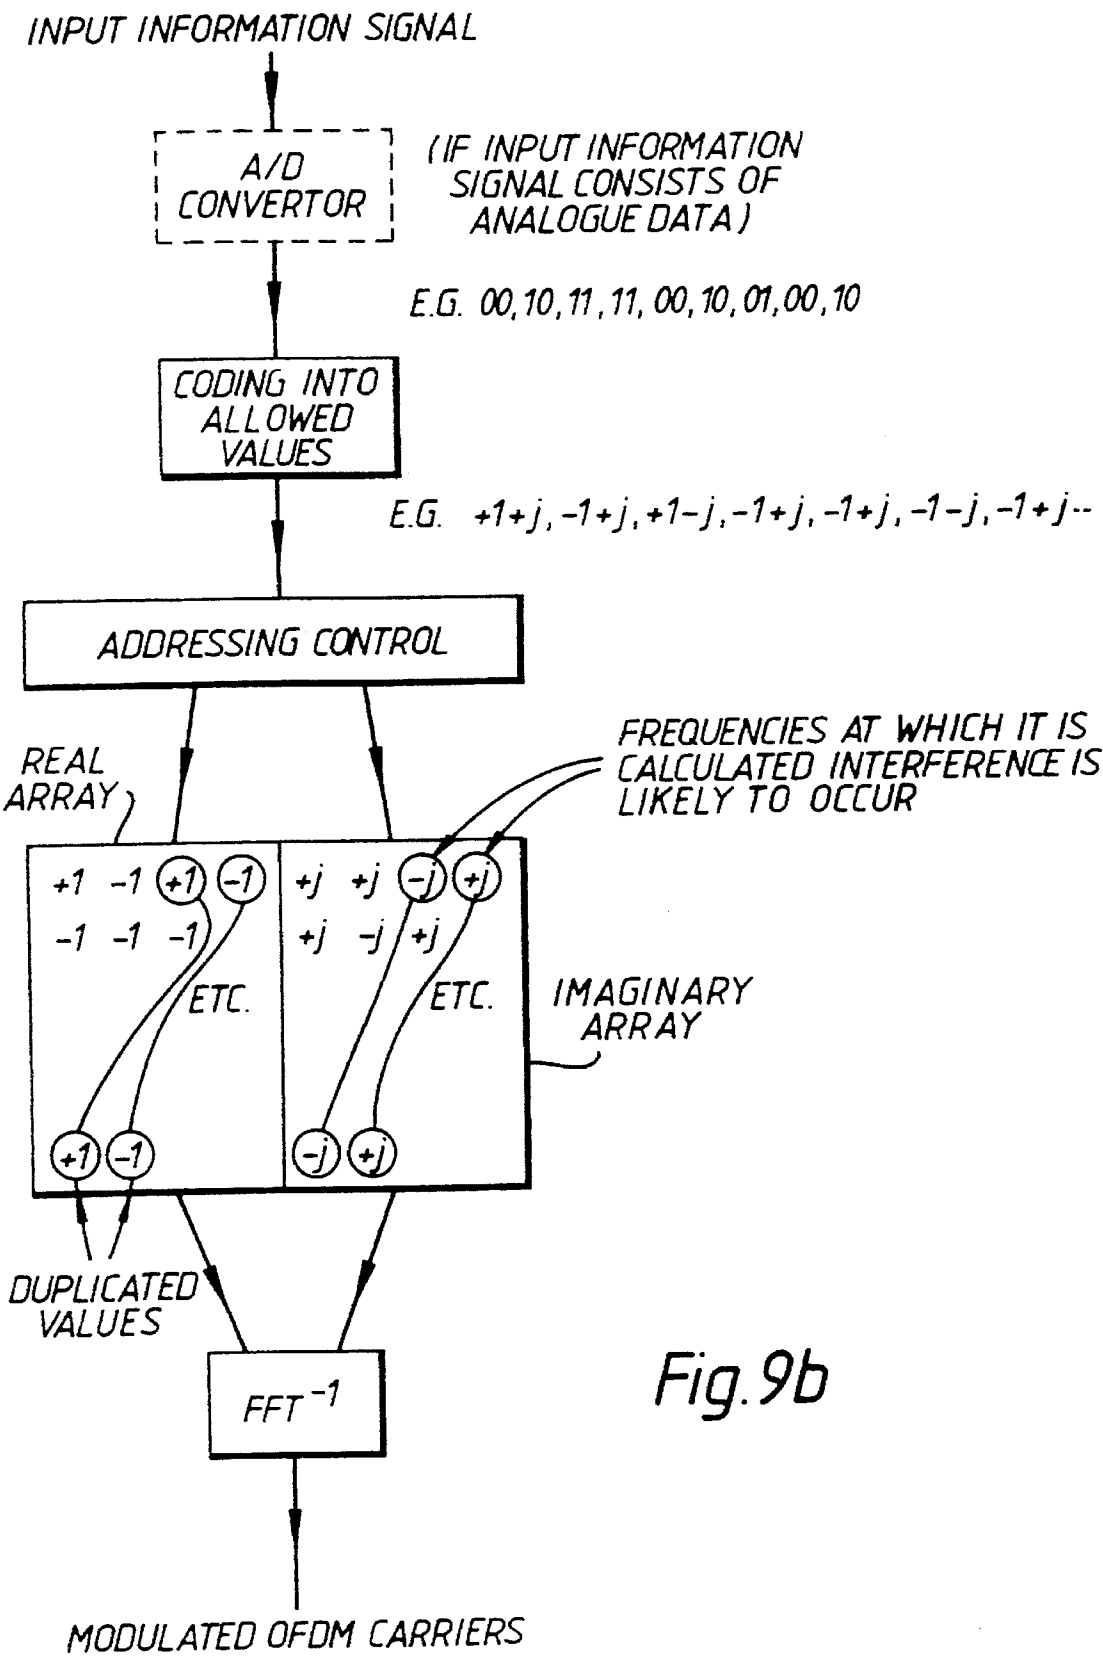 INPUT INFORMATION SIGNAL
A/D
CONVERTOR
(IF INPUT INFORMATION
SIGNAL CONSISTS OF
ANALOGUE DATA)
E.G. 00,10,11,11,00,10,01,00,10
CODING INTO
ALLOWED
VALUES
E.G. +1+j,-1+j,+1-j,-1+j,-1+j,-1-j,-1+j--
ADDRESSING CONTROL
FREQUENCIES AT WHICH IT IS
CALCULATED INTERFERENCE IS
LIKELY TO OCCUR
REAL
ARRAY
+1 -1 +1 -1 +j +j -j +j
-1 -1 -1 +j -j +j
ETC. ETC.
IMAGINARY
ARRAY
+1 -1 -j +j
DUPLICATED
VALUES
FFT⁻¹
Fig.9b
MODULATED OFDM CARRIERS